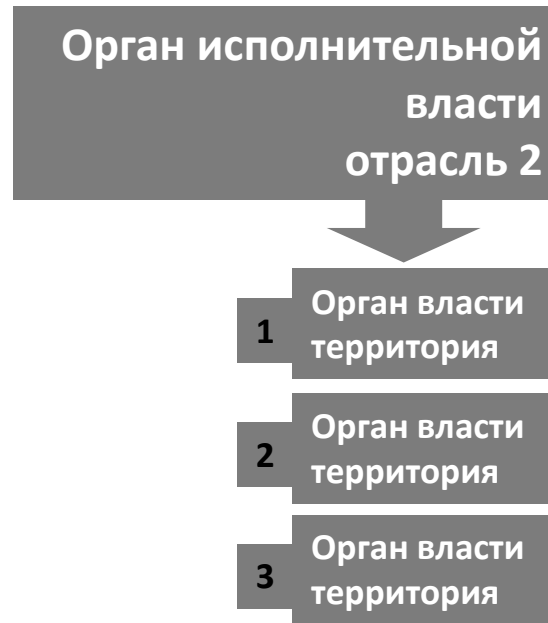 Орган исполнительной
власти
отрасль 2
1
Орган власти
территория
2
Орган власти
территория
3
Орган власти
территория